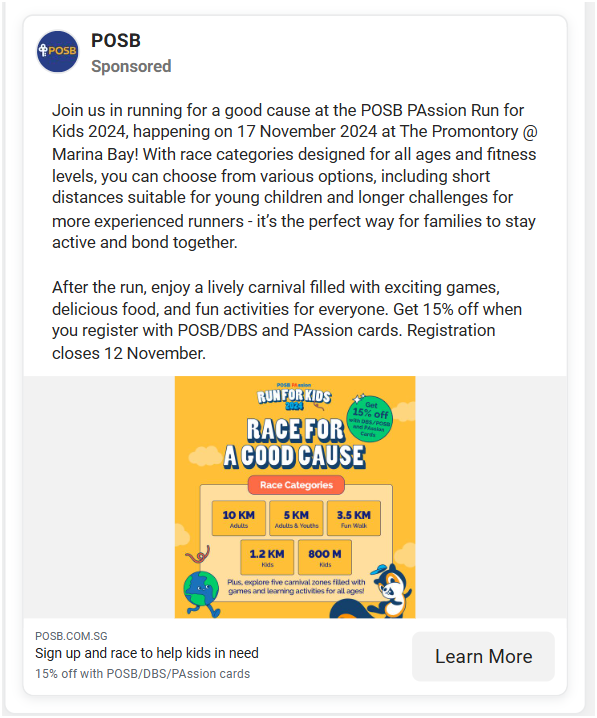 POSB
POSB
Sponsored
Join us in running for a good cause at the POSB PAssion Run for
Kids 2024, happening on 17 November 2024 at The Promontory @
Marina Bay! With race categories designed for all ages and fitness
levels, you can choose from various options, including short
distances suitable for young children and longer challenges for
more experienced runners - it’s the perfect way for families to stay
active and bond together.
After the run, enjoy a lively carnival filled with exciting games,
delicious food, and fun activities for everyone. Get 15% off when
you register with POSB/DBS and PAssion cards. Registration
closes 12 November.
POSB PAssion
RUN FOR KIDS
2024
Get
15% off
with DBS/POSB
and PAssion
Cards
RACE FOR
A GOOD CAUSE
Race Categories
10 KM
Adults
5 KM
Adults & Youths
3.5 KM
Fun Walk
1.2 KM
Kids
800 M
Kids
Plus, explore five carnival zones filled with
games and learning activities for all ages!
POSB.COM.SG
Sign up and race to help kids in need
15% off with POSB/DBS/PAssion cards
Learn More